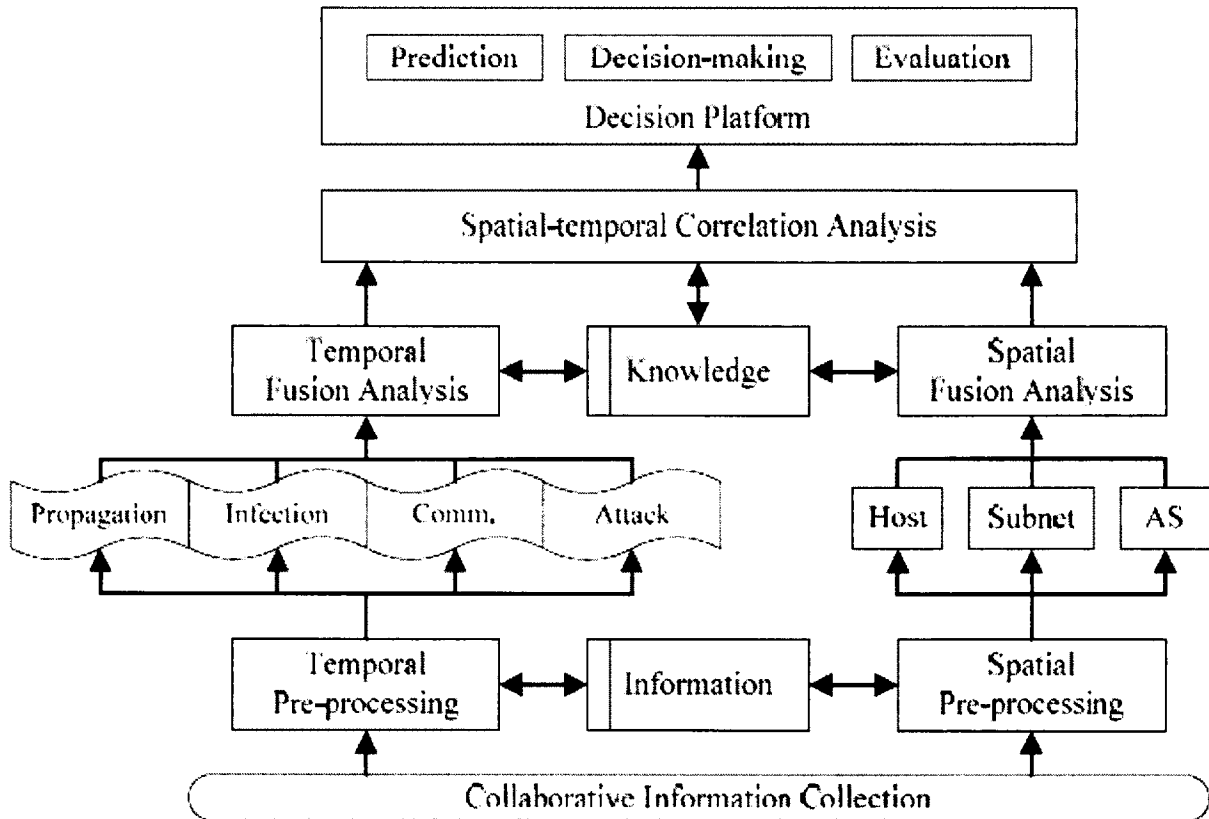 Prediction
Decision-making
Evaluation
Decision Platform
Spatial-temporal Correlation Analysis
Temporal
Fusion Analysis
Knowledge
Spatial
Fusion Analysis
Propagation
Infection
Comm.
Attack
Host
Subnet
AS
Temporal
Pre-processing
Information
Spatial
Pre-processing
Collaborative Information Collection